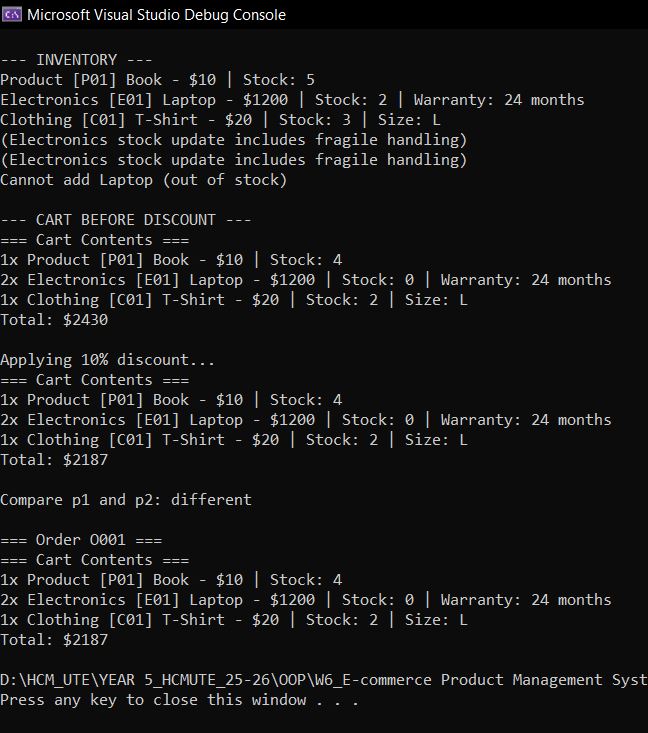 Microsoft Visual Studio Debug Console
--- INVENTORY ---
Product [P01] Book - $10 | Stock: 5
Electronics [E01] Laptop - $1200 | Stock: 2 | Warranty: 24 months
Clothing [C01] T-Shirt - $20 | Stock: 3 | Size: L
(Electronics stock update includes fragile handling)
(Electronics stock update includes fragile handling)
Cannot add Laptop (out of stock)
--- CART BEFORE DISCOUNT ---
=== Cart Contents ===
1x Product [P01] Book - $10 | Stock: 4
2x Electronics [E01] Laptop - $1200 | Stock: 0 | Warranty: 24 months
1x Clothing [C01] T-Shirt - $20 | Stock: 2 | Size: L
Total: $2430
Applying 10% discount...
=== Cart Contents ===
1x Product [P01] Book - $10 | Stock: 4
2x Electronics [E01] Laptop - $1200 | Stock: 0 | Warranty: 24 months
1x Clothing [C01] T-Shirt - $20 | Stock: 2 | Size: L
Total: $2187
Compare p1 and p2: different
=== Order O001 ===
=== Cart Contents ===
1x Product [P01] Book - $10 | Stock: 4
2x Electronics [E01] Laptop - $1200 | Stock: 0 | Warranty: 24 months
1x Clothing [C01] T-Shirt - $20 | Stock: 2 | Size: L
Total: $2187
D:\HCM_UTE\YEAR 5_HCMUTE_25-26\OOP\W6_E-commerce Product Management Syst
Press any key to close this window . . .